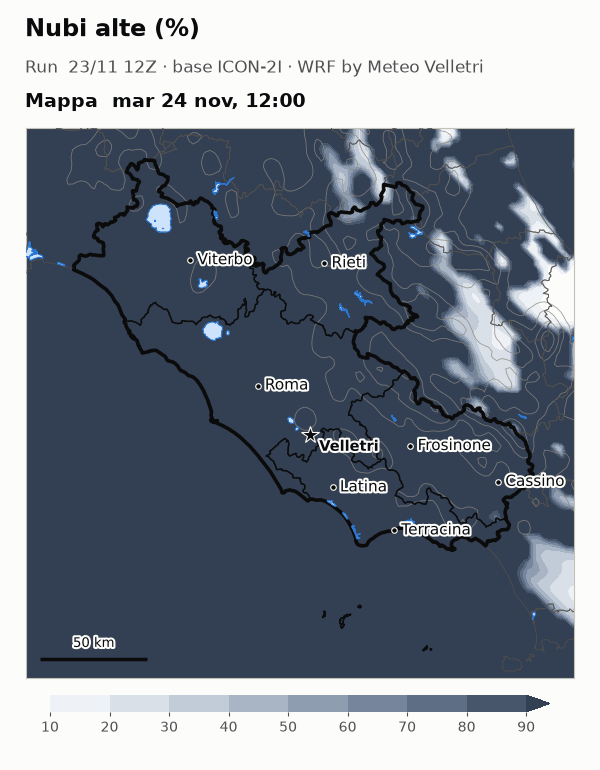 Nubi alte (%)
Run 23/11 12Z · base ICON-2I · WRF by Meteo Velletri
Mappa mar 24 nov, 12:00
Viterbo
Rieti
Roma
Velletri
Frosinone
Cassino
Latina
Terracina
50 km
10 20 30 40 50 60 70 80 90